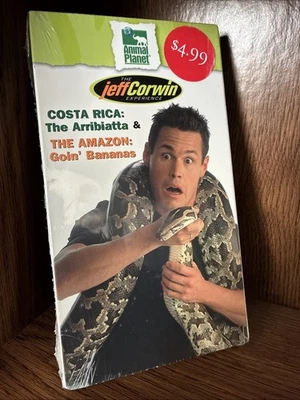 Animal
Planet
$4.99
THE
jeffCorwin
EXPERIENCE
COSTA RICA:
The Arribiatta &
THE AMAZON:
Goin' Bananas